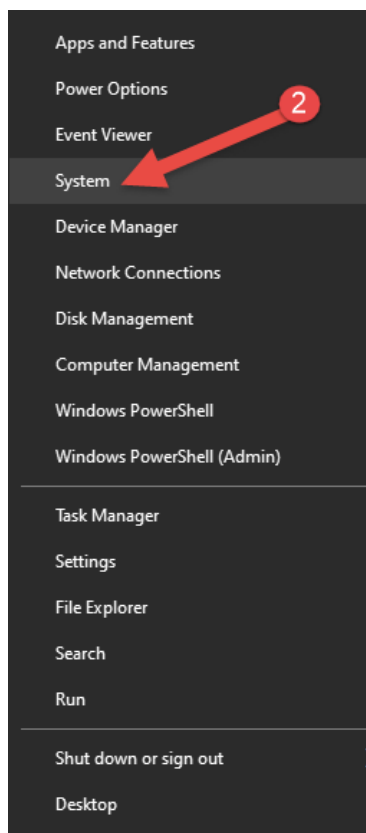 Apps and Features
Power Options
2
Event Viewer
System
Device Manager
Network Connections
Disk Management
Computer Management
Windows PowerShell
Windows PowerShell (Admin)
Task Manager
Settings
File Explorer
Search
Run
Shut down or sign out
Desktop